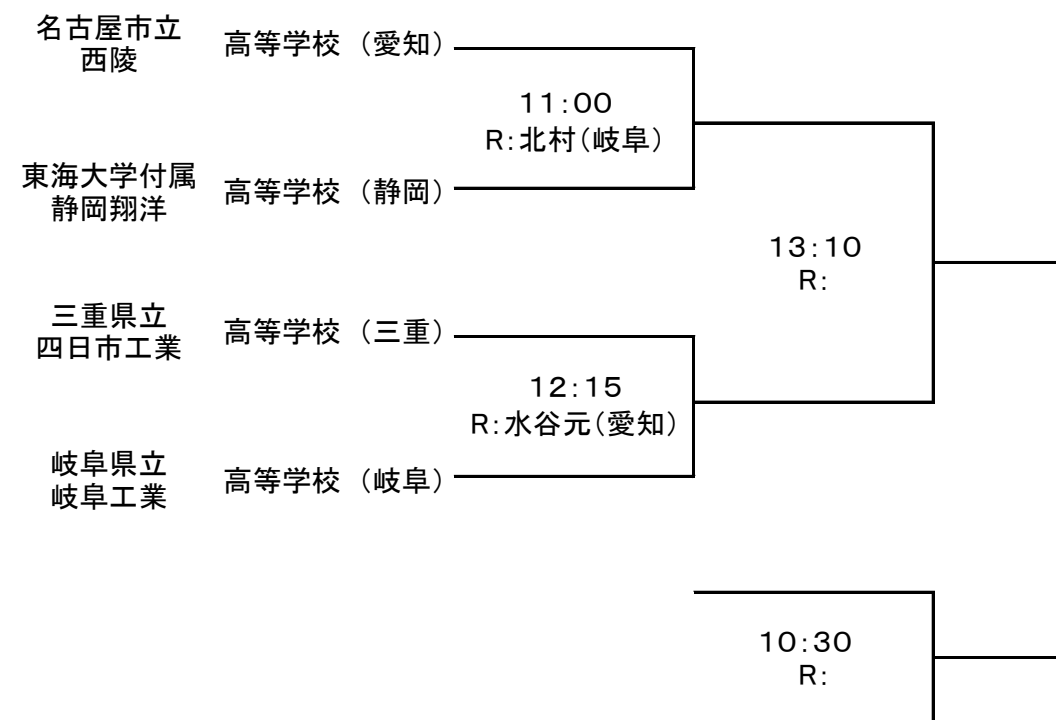 名古屋市立
西陵
高等学校 （愛知）
11:00
R:北村(岐阜)
東海大学付属
静岡翔洋
高等学校 （静岡）
13:10
R:
三重県立
四日市工業
高等学校 （三重）
12:15
R:水谷元(愛知)
岐阜県立
岐阜工業
高等学校 （岐阜）
10:30
R: